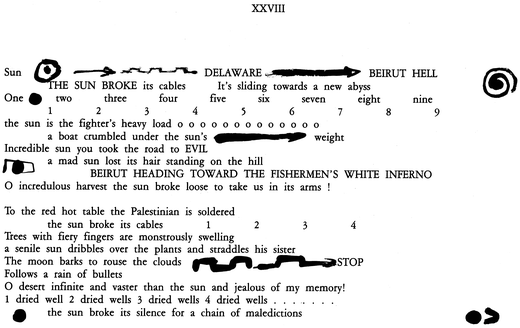 XXVIII
Sun DELAWARE BEIRUT HELL
THE SUN BROKE its cables It's sliding towards a new abyss
One two three four five six seven eight nine
1 2 3 4 5 6 7 8 9
the sun is the fighter's heavy load o o o o o o o o o o o o o
a boat crumbled under the sun's weight
Incredible sun you took the road to EVIL
a mad sun lost its hair standing on the hill
BEIRUT HEADING TOWARD THE FISHERMEN'S WHITE INFERNO
O incredulous harvest the sun broke loose to take us in its arms !
To the red hot table the Palestinian is soldered
the sun broke its cables 1 2 3 4
Trees with fiery fingers are monstrously swelling
a senile sun dribbles over the plants and straddles his sister
The moon barks to rouse the clouds STOP
Follows a rain of bullets
O desert infinite and vaster than the sun and jealous of my memory!
1 dried well 2 dried wells 3 dried wells 4 dried wells . . . . . . .
the sun broke its silence for a chain of maledictions